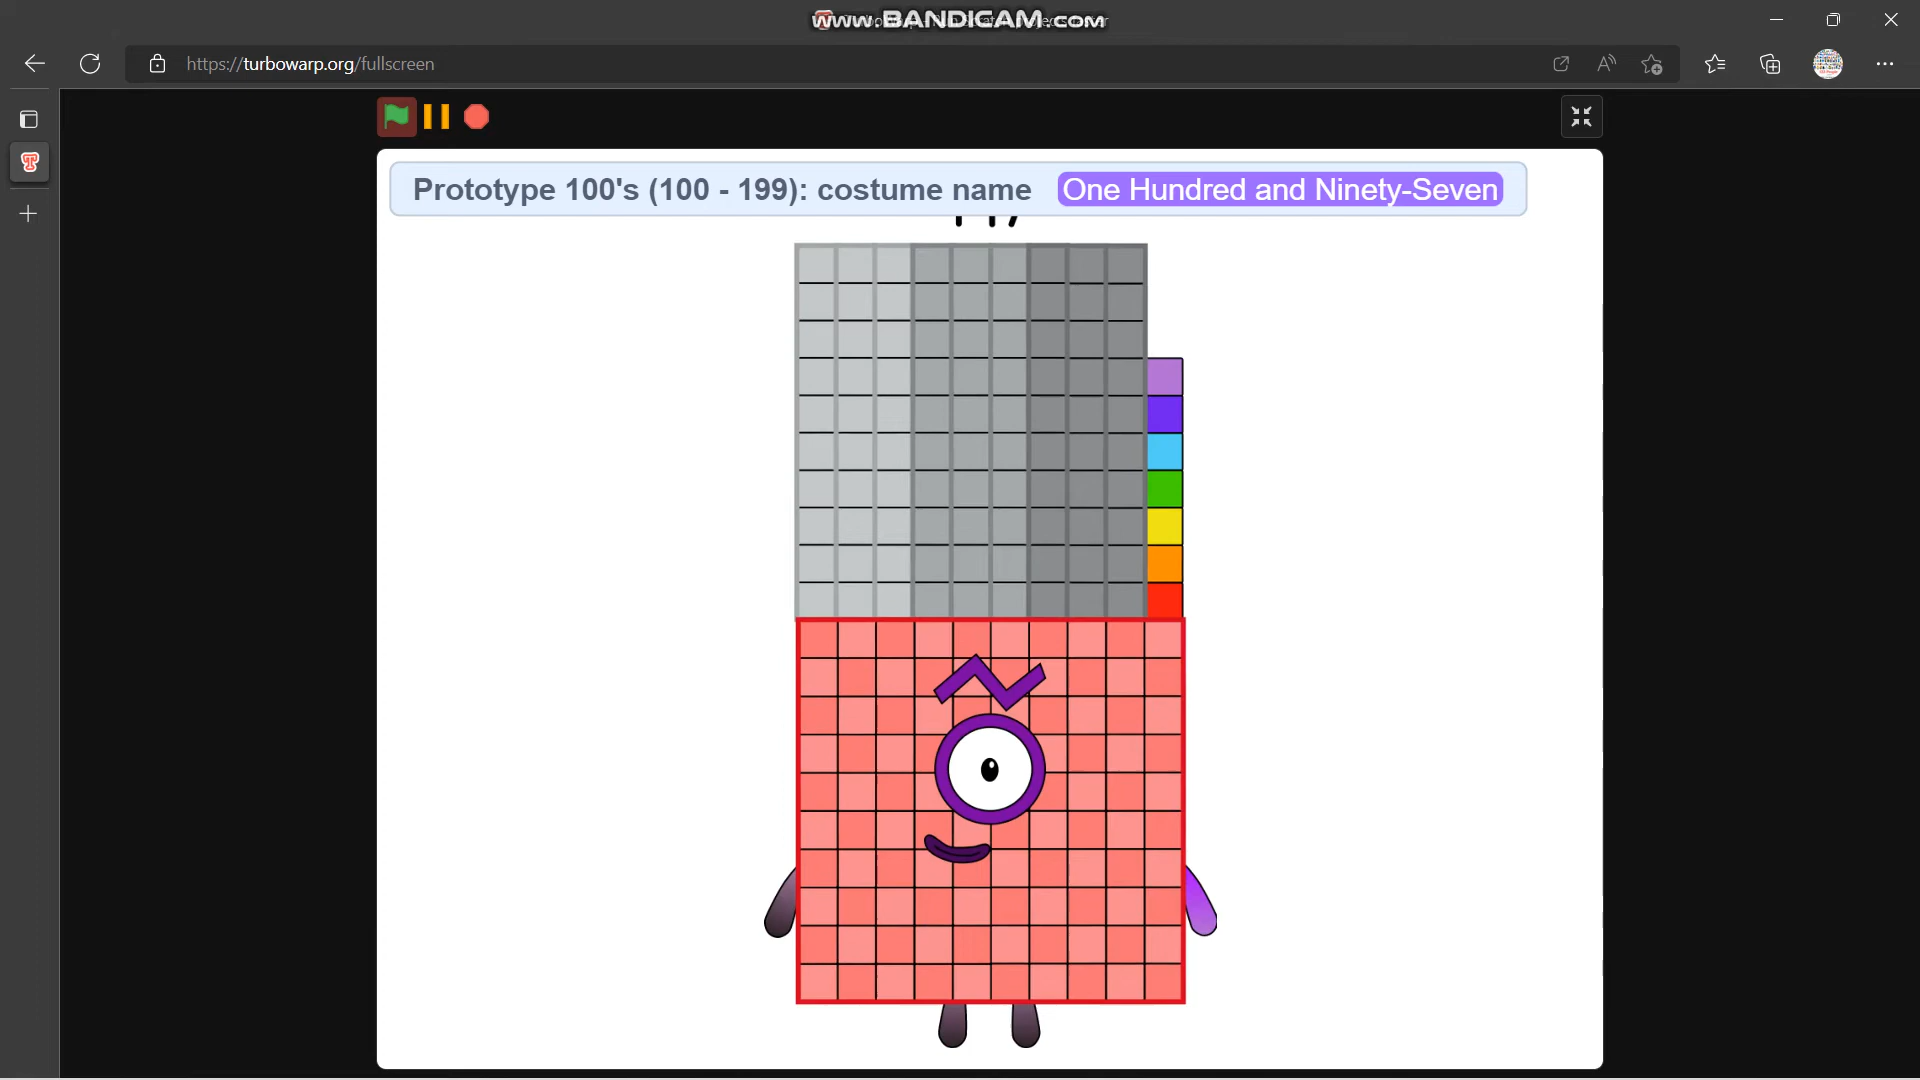 www.BANDICAM.com
https://turbowarp.org/fullscreen
Prototype 100's (100 - 199): costume name One Hundred and Ninety-Seven